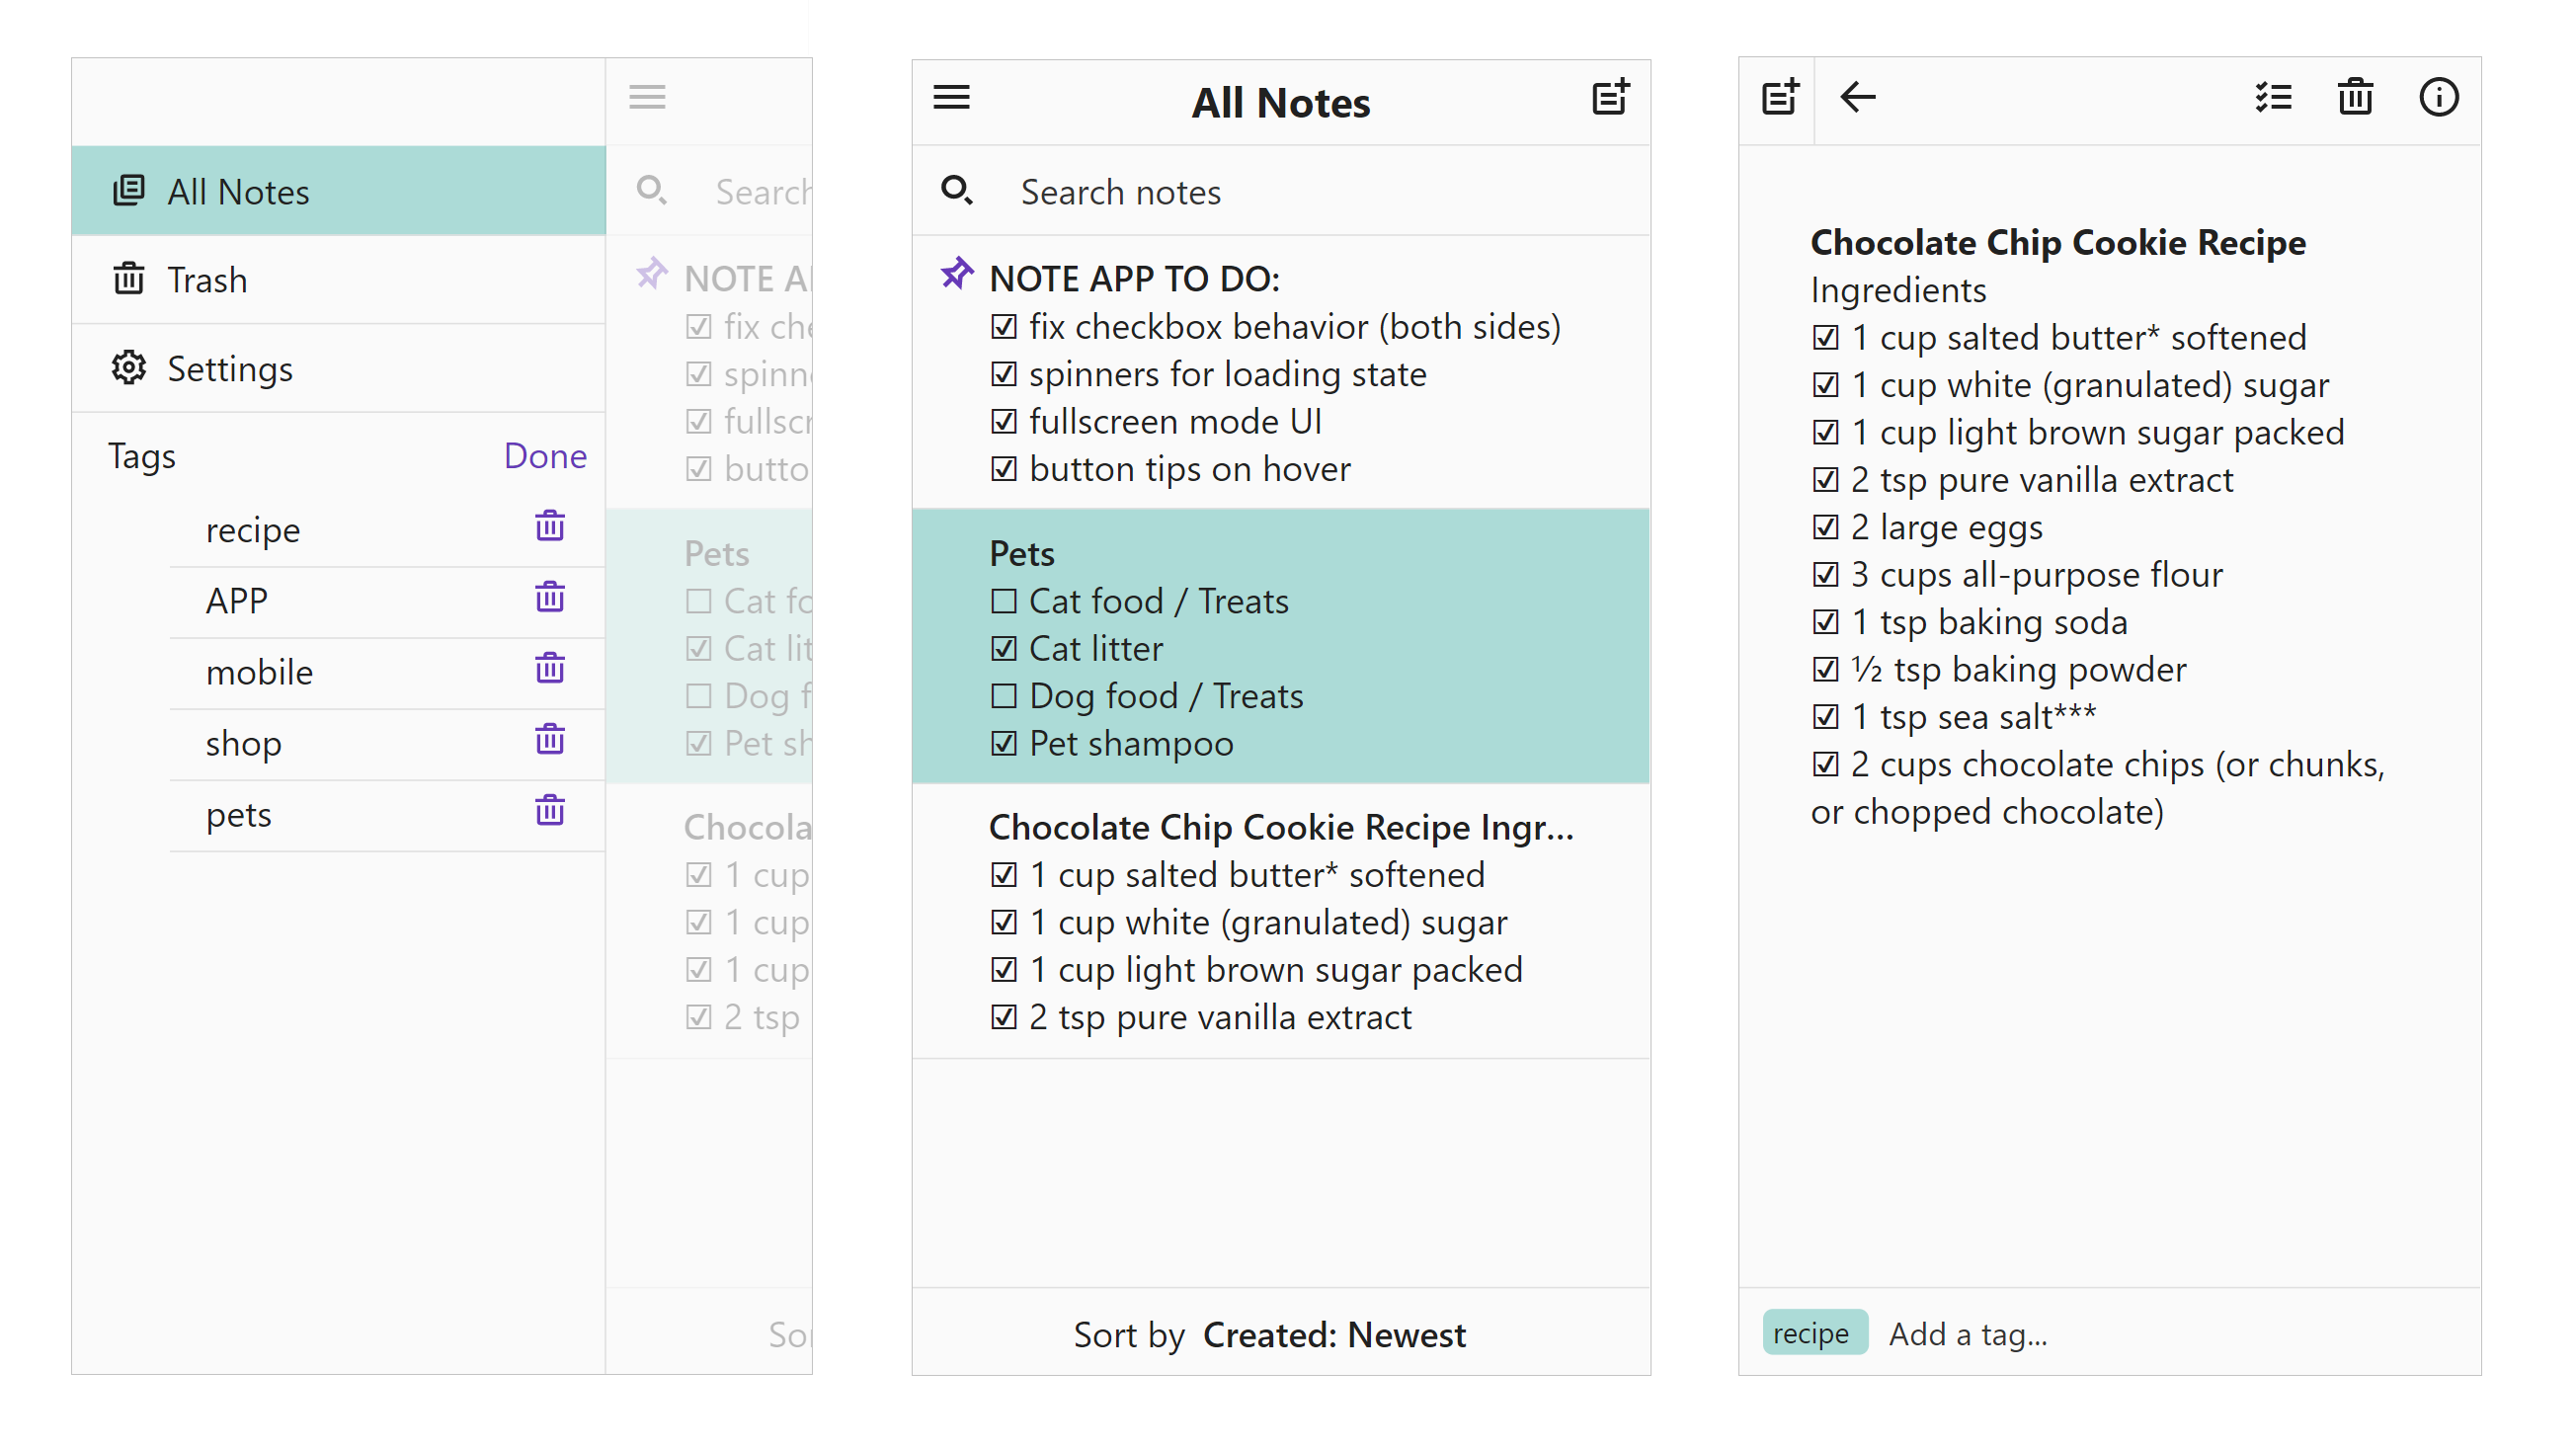 All Notes
Trash
Settings
Tags Done
recipe
APP
mobile
shop
pets
Search
NOTE A
☑ fix che
☑ spinn
☑ fullscr
☑ butto
Pets
☐ Cat fo
☑ Cat lit
☐ Dog f
☑ Pet sh
Chocola
☑ 1 cup
☑ 1 cup
☑ 1 cup
☑ 2 tsp
So
All Notes
Search notes
NOTE APP TO DO:
☑ fix checkbox behavior (both sides)
☑ spinners for loading state
☑ fullscreen mode UI
☑ button tips on hover
Pets
☐ Cat food / Treats
☑ Cat litter
☐ Dog food / Treats
☑ Pet shampoo
Chocolate Chip Cookie Recipe Ingr...
☑ 1 cup salted butter* softened
☑ 1 cup white (granulated) sugar
☑ 1 cup light brown sugar packed
☑ 2 tsp pure vanilla extract
Sort by Created: Newest
Chocolate Chip Cookie Recipe
Ingredients
☑ 1 cup salted butter* softened
☑ 1 cup white (granulated) sugar
☑ 1 cup light brown sugar packed
☑ 2 tsp pure vanilla extract
☑ 2 large eggs
☑ 3 cups all-purpose flour
☑ 1 tsp baking soda
☑ ½ tsp baking powder
☑ 1 tsp sea salt***
☑ 2 cups chocolate chips (or chunks,
or chopped chocolate)
recipe Add a tag...